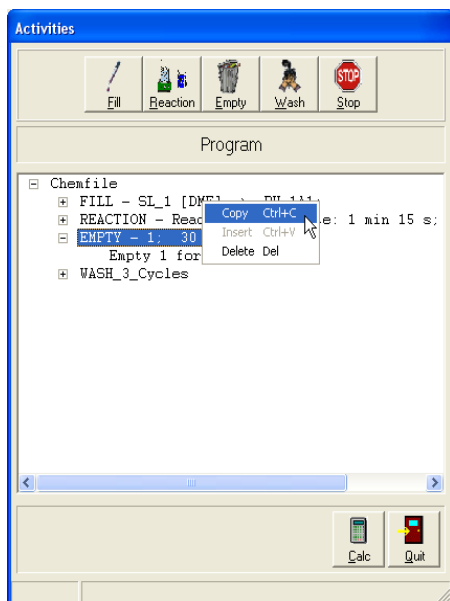 Activities
Fill Reaction Empty Wash Stop
Program
Chemfile
FILL - SL_1
REACTION - 1 min 15 s;
EMPTY - 1; 30
Empty 1 for
WASH_3_Cycles
Copy Ctrl+C
Insert Ctrl+V
Delete Del
Calc Quit